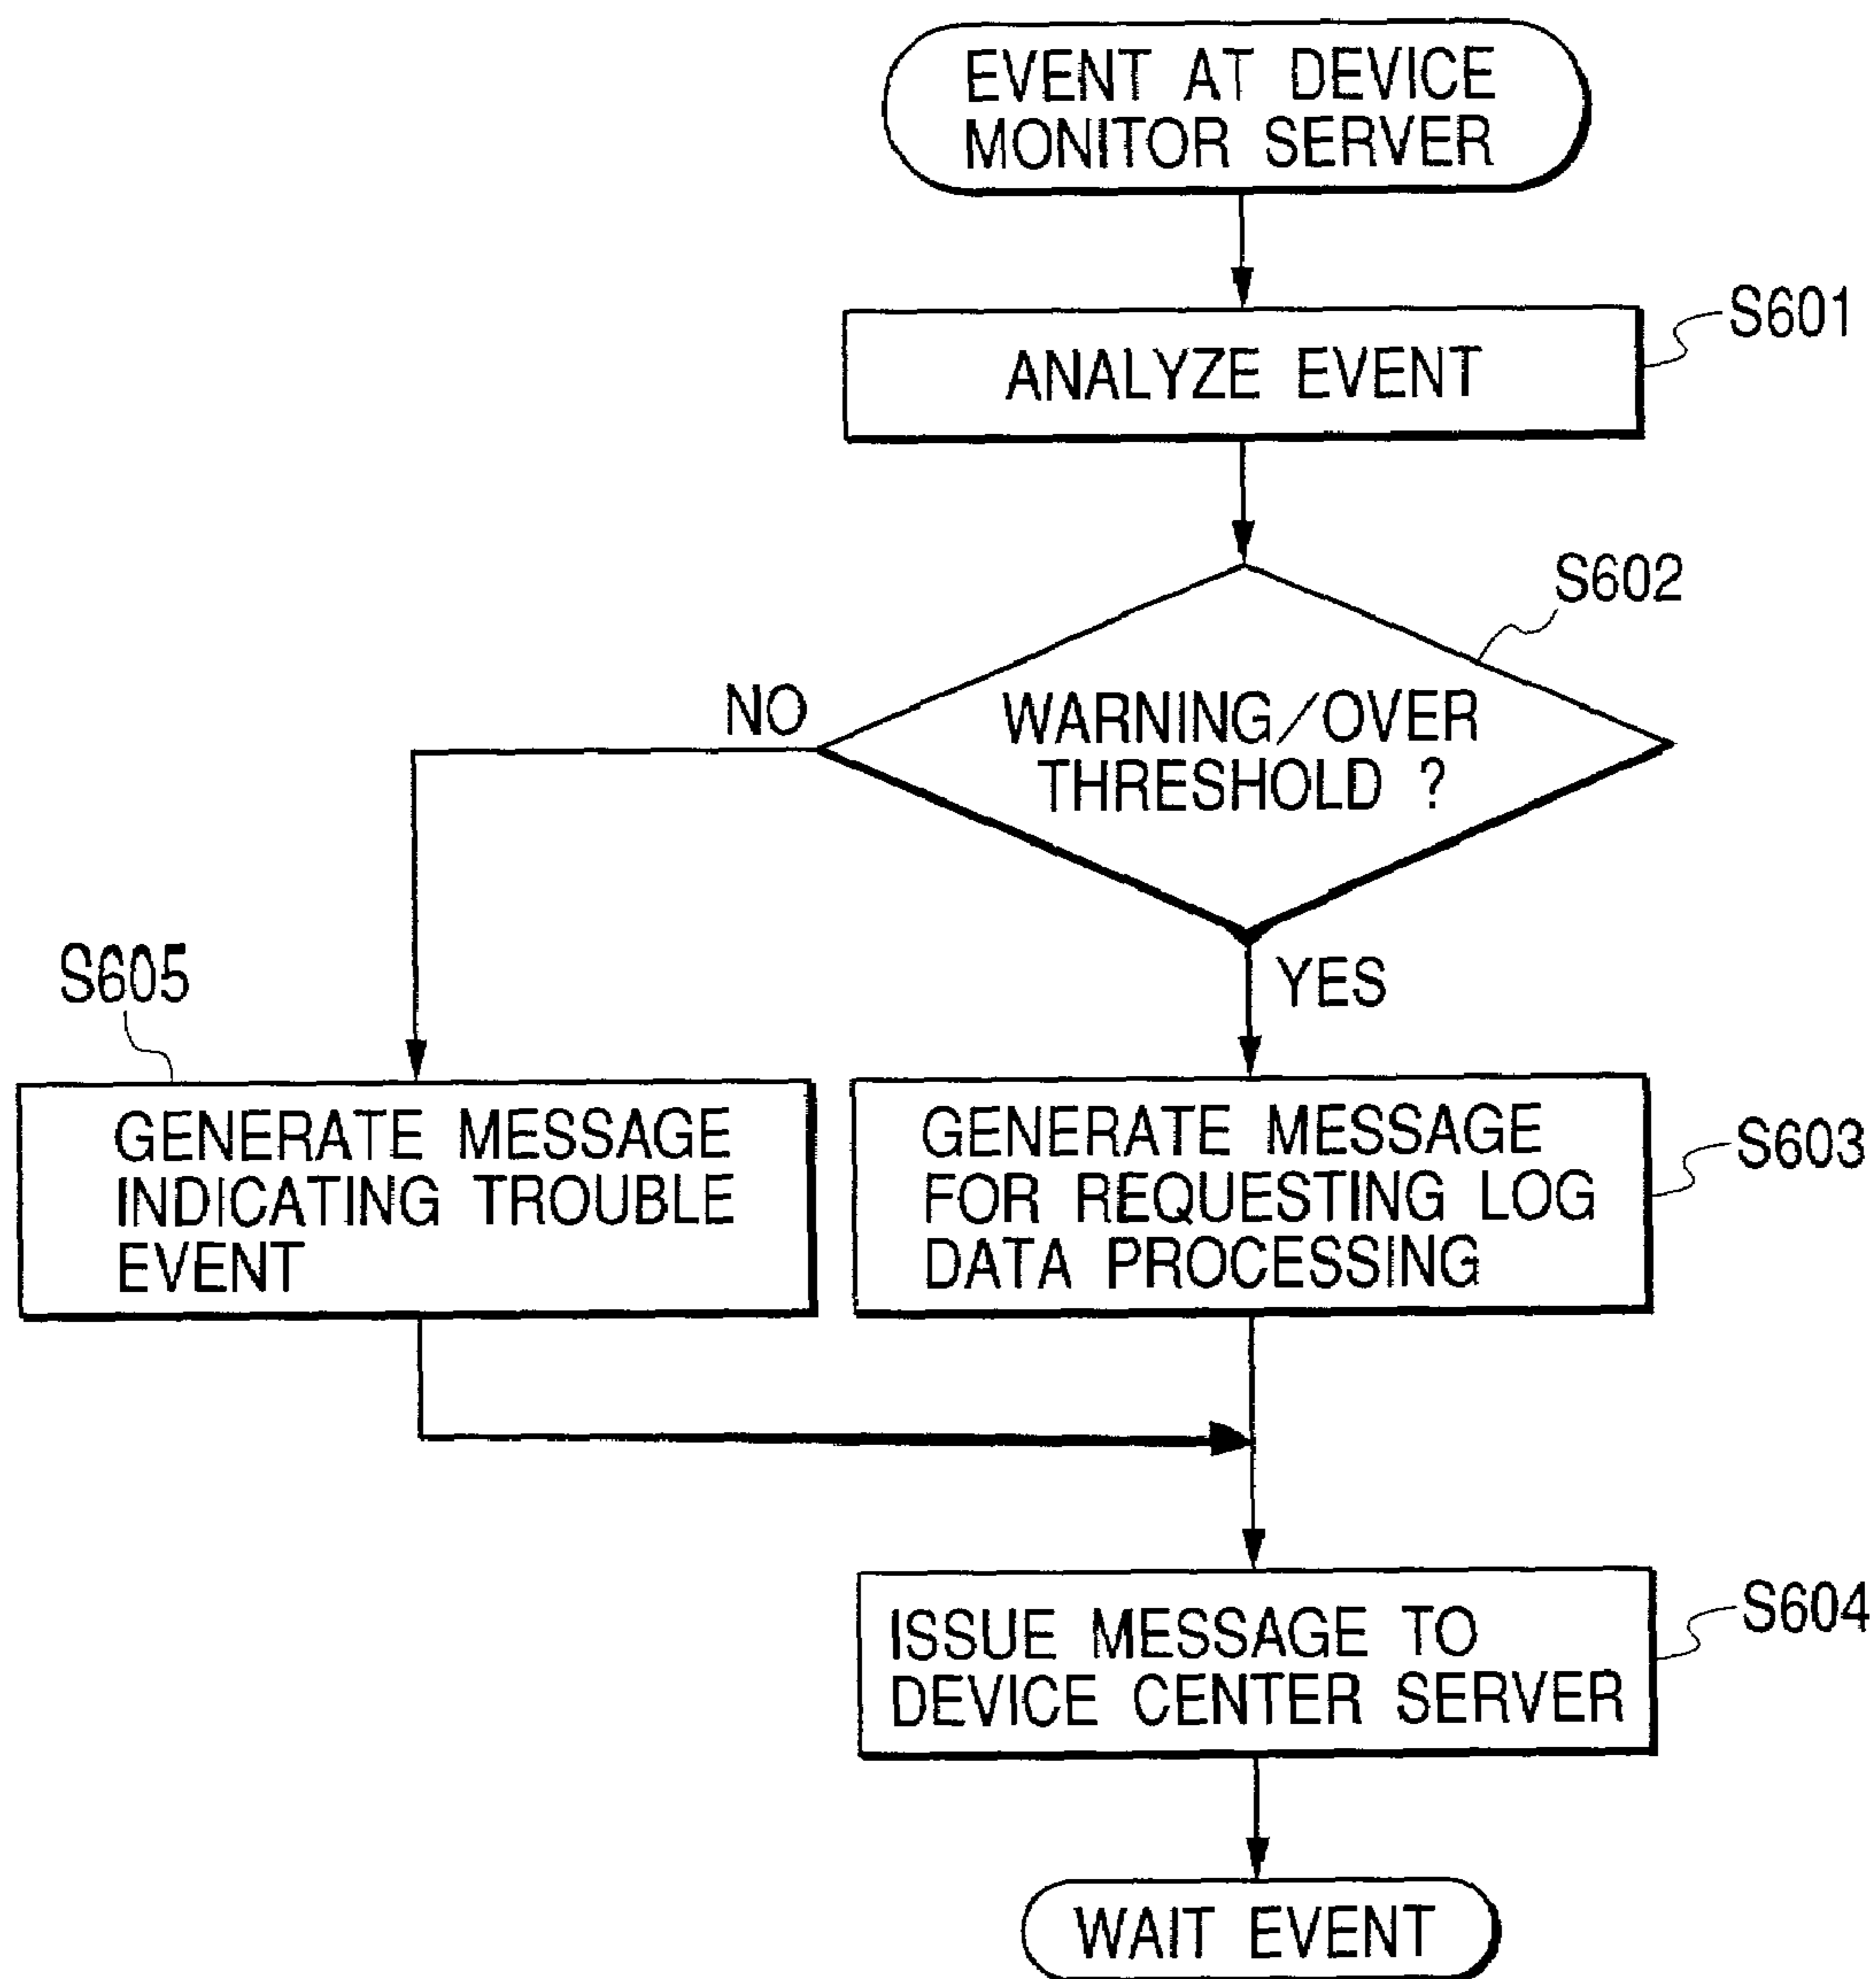 EVENT AT DEVICE
MONITOR SERVER
S601
ANALYZE EVENT
S602
WARNING/OVER
THRESHOLD ?
NO
YES
S605
GENERATE MESSAGE
INDICATING TROUBLE
EVENT
GENERATE MESSAGE
FOR REQUESTING LOG
DATA PROCESSING
S603
ISSUE MESSAGE TO
DEVICE CENTER SERVER
S604
WAIT EVENT